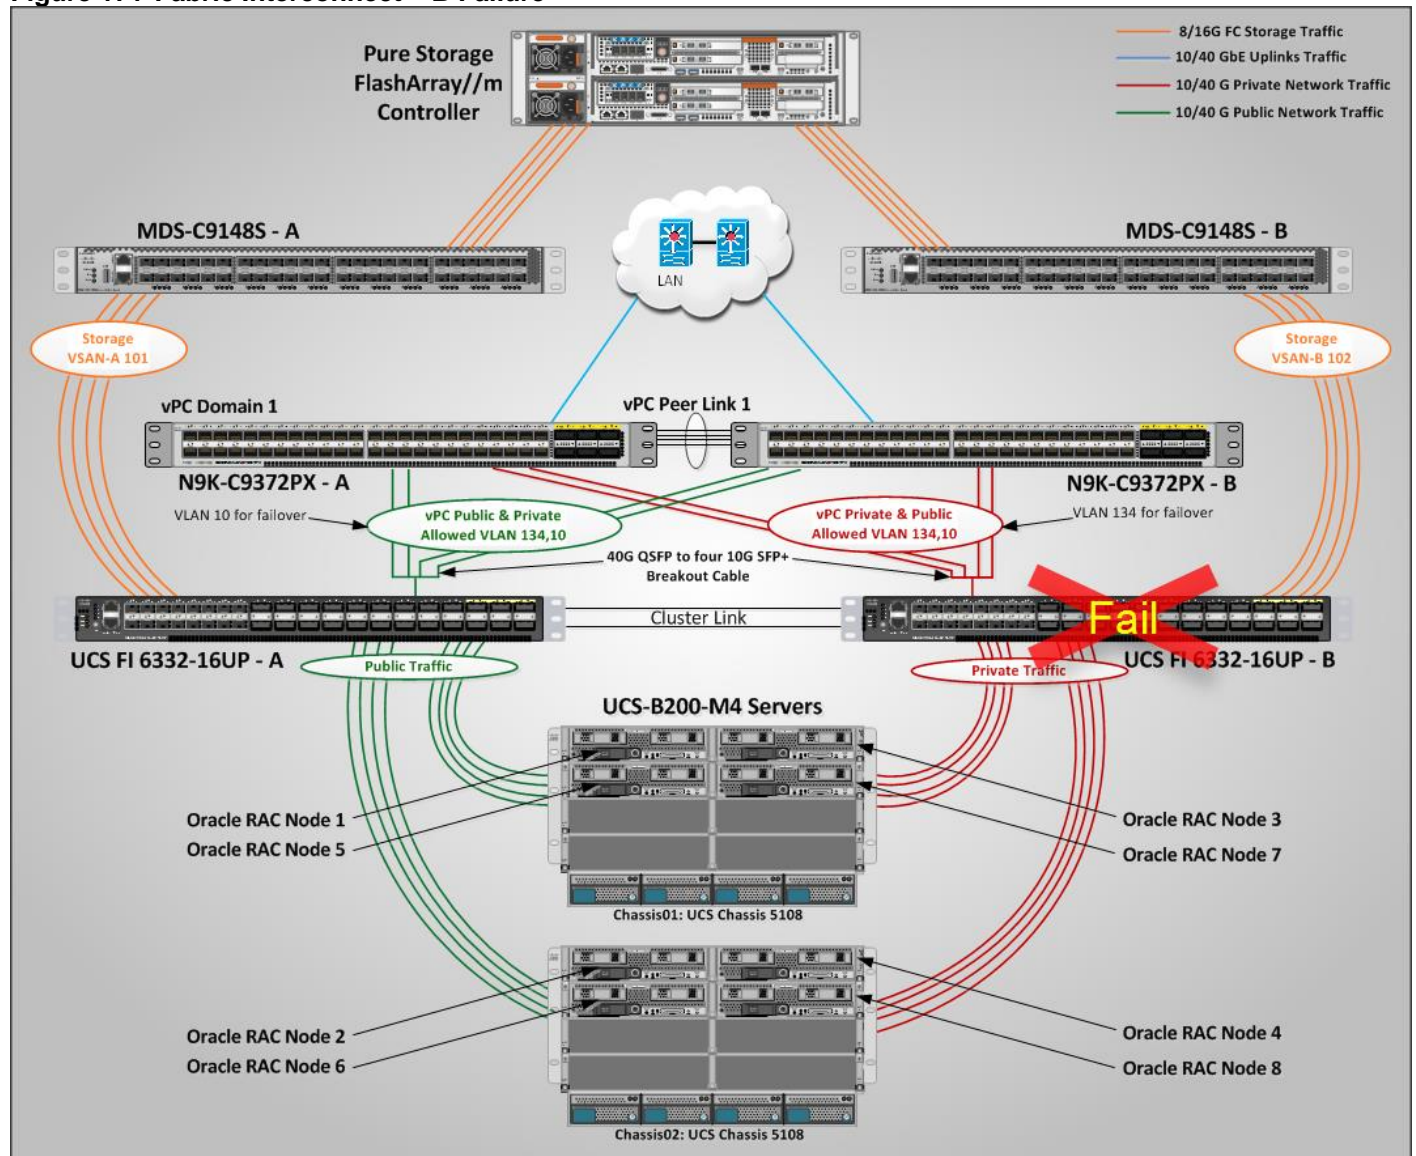 Pure Storage
FlashArray//m
Controller
8/16G FC Storage Traffic
10/40 GbE Uplinks Traffic
10/40 G Private Network Traffic
10/40 G Public Network Traffic
MDS-C9148S - A
MDS-C9148S - B
LAN
Storage
VSAN-A 101
Storage
VSAN-B 102
vPC Domain 1
vPC Peer Link 1
N9K-C9372PX - A
N9K-C9372PX - B
VLAN 10 for failover
vPC Public & Private
Allowed VLAN 134,10
vPC Private & Public
Allowed VLAN 134,10
VLAN 134 for failover
40G QSFP to four 10G SFP+
Breakout Cable
Cluster Link
Fail
UCS FI 6332-16UP - A
Public Traffic
Private Traffic
UCS FI 6332-16UP - B
UCS-B200-M4 Servers
Oracle RAC Node 1
Oracle RAC Node 5
Oracle RAC Node 3
Oracle RAC Node 7
Chassis01: UCS Chassis 5108
Oracle RAC Node 2
Oracle RAC Node 6
Oracle RAC Node 4
Oracle RAC Node 8
Chassis02: UCS Chassis 5108